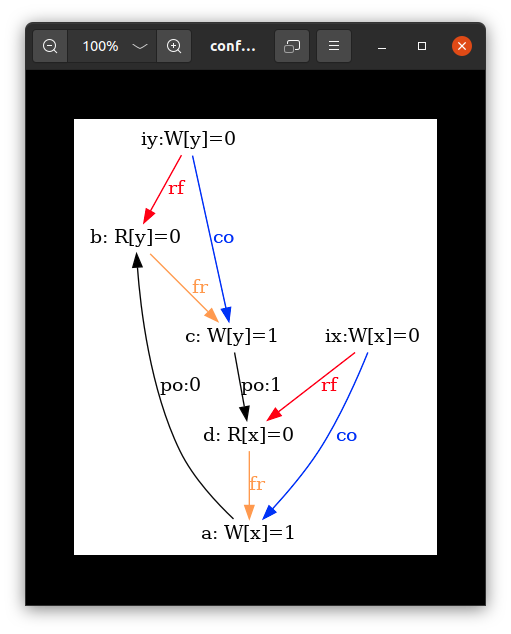 100% conf...
iy:W[y]=0
rf
b: R[y]=0 co
fr
c: W[y]=1 ix:W[x]=0
po:0 po:1 rf
d: R[x]=0 co
fr
a: W[x]=1